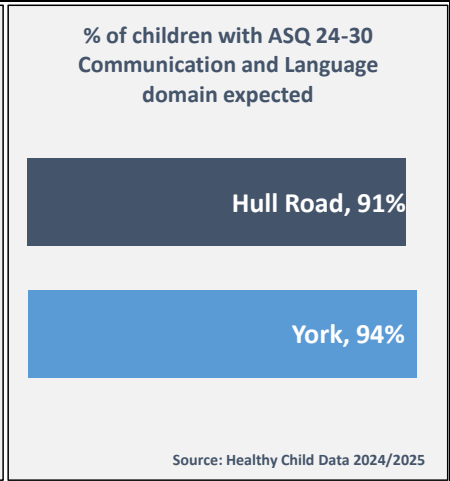 % of children with ASQ 24-30
Communication and Language
domain expected
Hull Road, 91%
York, 94%
Source: Healthy Child Data 2024/2025